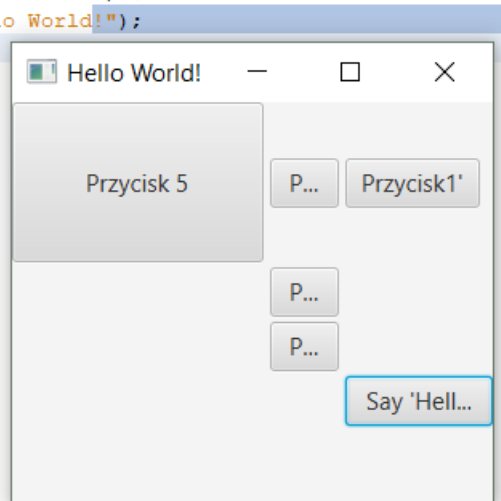 o World!");
Hello World!
Przycisk 5
P...
Przycisk1'
P...
P...
Say 'Hell...